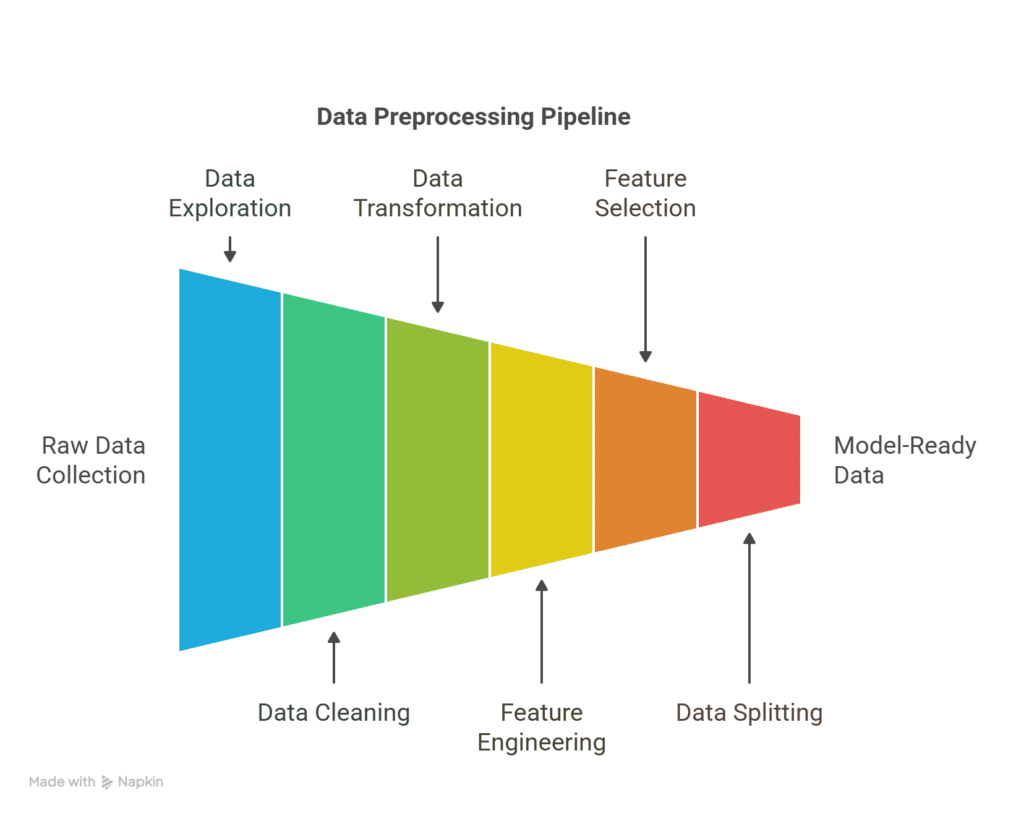 Data Preprocessing Pipeline
Data
Exploration
Data
Transformation
Feature
Selection
Raw Data
Collection
Model-Ready
Data
Data Cleaning
Feature
Engineering
Data Splitting
Made with Napkin